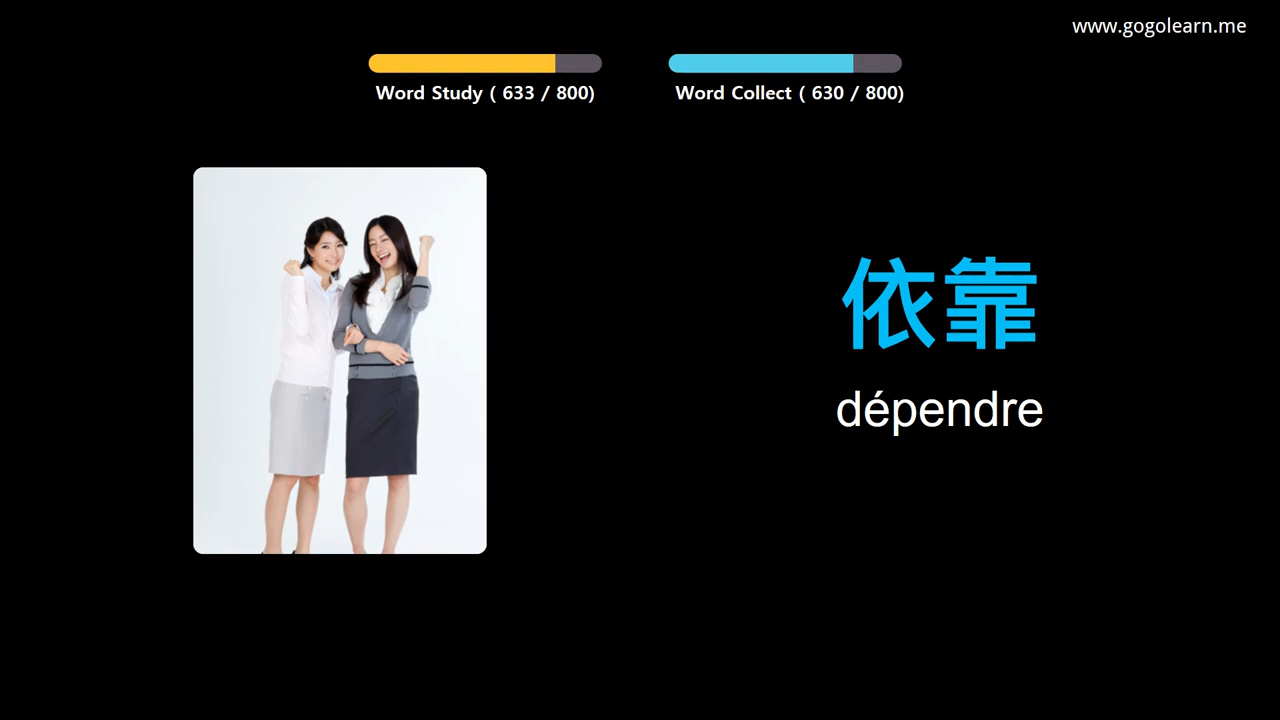 www.gogolearn.me
Word Study ( 633 / 800)
Word Collect ( 630 / 800)
依靠
dépendre